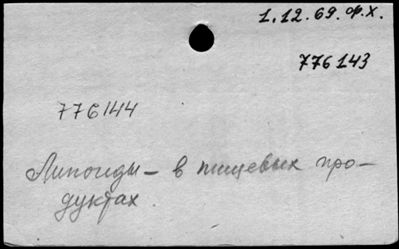 1.12.69. ф.х.
776143
776144
Липоиды – в пищевых про-
дуктах